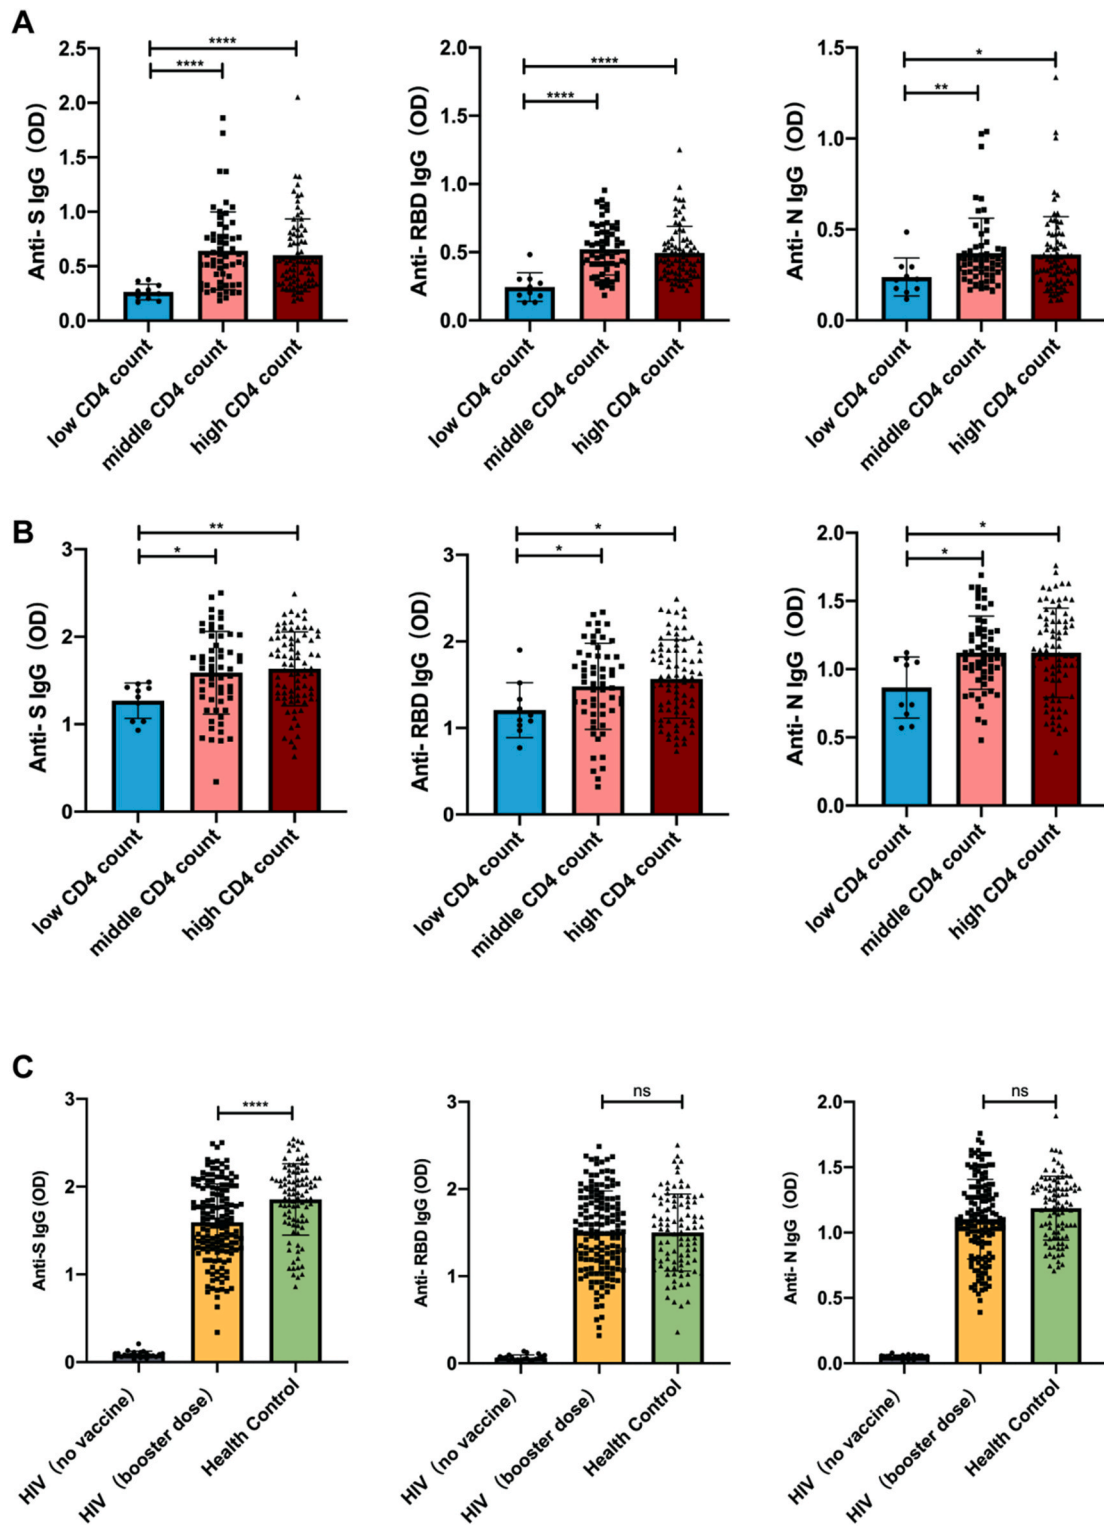 A
****
****
Anti- S IgG (OD)
2.5
2.0
1.5
1.0
0.5
0.0
low CD4 count
middle CD4 count
high CD4 count
****
****
Anti- RBD IgG (OD)
2.0
1.5
1.0
0.5
0.0
low CD4 count
middle CD4 count
high CD4 count
*
**
Anti- N IgG (OD)
1.5
1.0
0.5
0.0
low CD4 count
middle CD4 count
high CD4 count
B
**
*
Anti- S IgG (OD)
3
2
1
0
low CD4 count
middle CD4 count
high CD4 count
*
*
Anti- RBD IgG (OD)
3
2
1
0
low CD4 count
middle CD4 count
high CD4 count
*
*
Anti- N IgG (OD)
2.0
1.5
1.0
0.5
0.0
low CD4 count
middle CD4 count
high CD4 count
C
****
Anti-S IgG (OD)
3
2
1
0
HIV (no vaccine)
HIV (booster dose)
Health Control
ns
Anti- RBD IgG (OD)
3
2
1
0
HIV (no vaccine)
HIV (booster dose)
Health Control
ns
Anti- N IgG (OD)
2.0
1.5
1.0
0.5
0.0
HIV (no vaccine)
HIV (booster dose)
Health Control